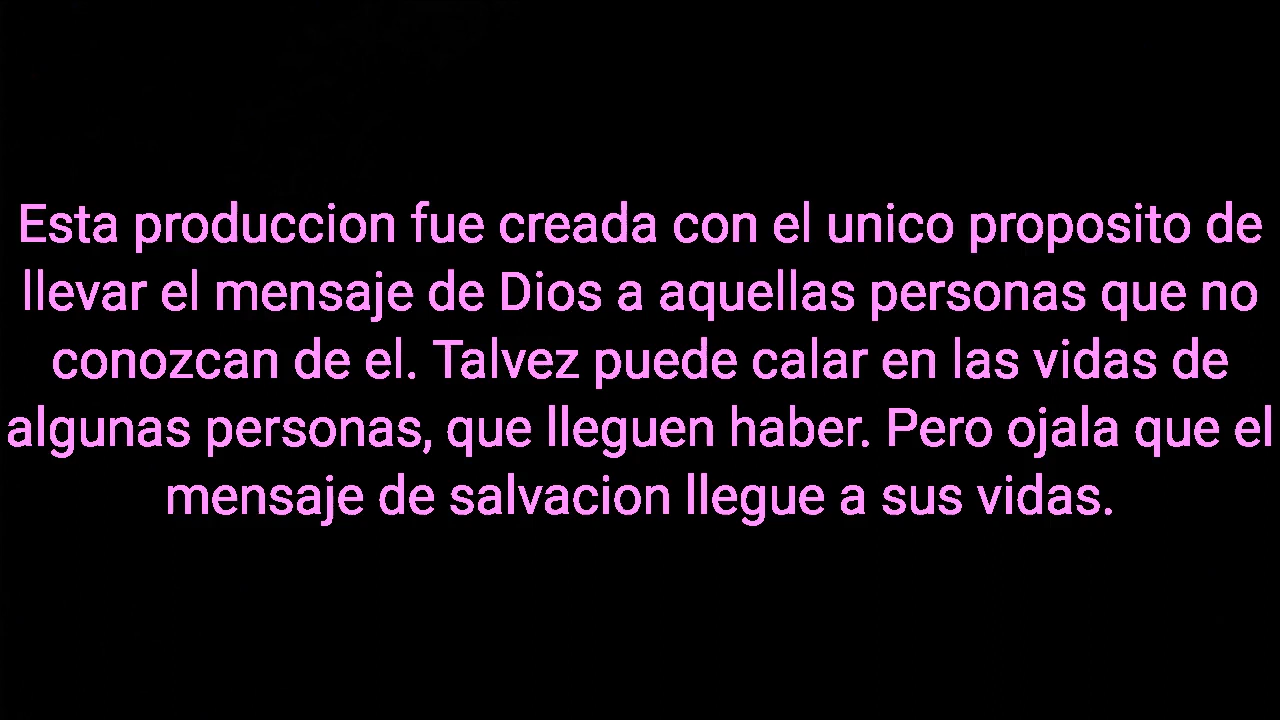 Esta produccion fue creada con el unico proposito de
llevar el mensaje de Dios a aquellas personas que no
conozcan de el. Talvez puede calar en las vidas de
algunas personas, que lleguen haber. Pero ojala que el
mensaje de salvacion llegue a sus vidas.